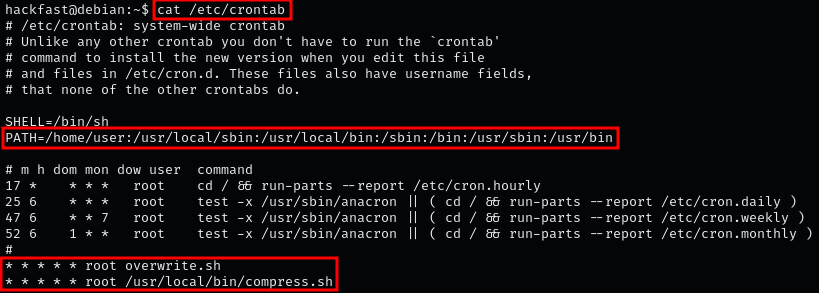 hackfast@debian:~$ cat /etc/crontab
# /etc/crontab: system-wide crontab
# Unlike any other crontab you don't have to run the `crontab'
# command to install the new version when you edit this file
# and files in /etc/cron.d. These files also have username fields,
# that none of the other crontabs do.

SHELL=/bin/sh
PATH=/home/user:/usr/local/sbin:/usr/local/bin:/sbin:/bin:/usr/sbin:/usr/bin

# m h dom mon dow user  command
17 *    * * *   root    cd / && run-parts --report /etc/cron.hourly
25 6    * * *   root    test -x /usr/sbin/anacron || ( cd / && run-parts --report /etc/cron.daily )
47 6    * * 7   root    test -x /usr/sbin/anacron || ( cd / && run-parts --report /etc/cron.weekly )
52 6    1 * *   root    test -x /usr/sbin/anacron || ( cd / && run-parts --report /etc/cron.monthly )
#
* * * * * root overwrite.sh
* * * * * root /usr/local/bin/compress.sh